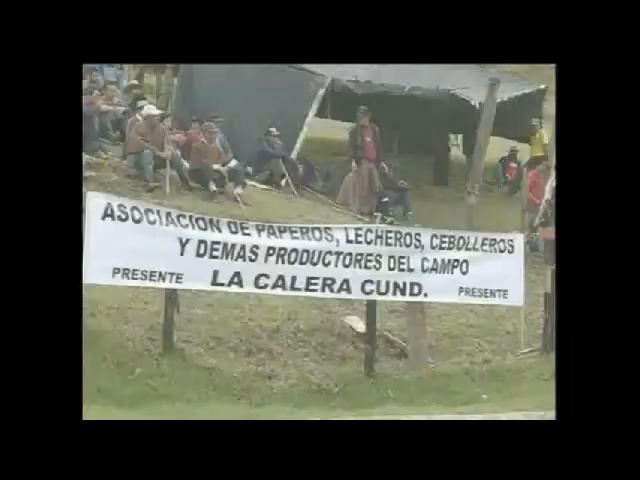 ASOCIACION DE PAPEROS, LECHEROS, CEBOLLEROS
Y DEMAS PRODUCTORES DEL CAMPO
PRESENTE LA CALERA CUND. PRESENTE